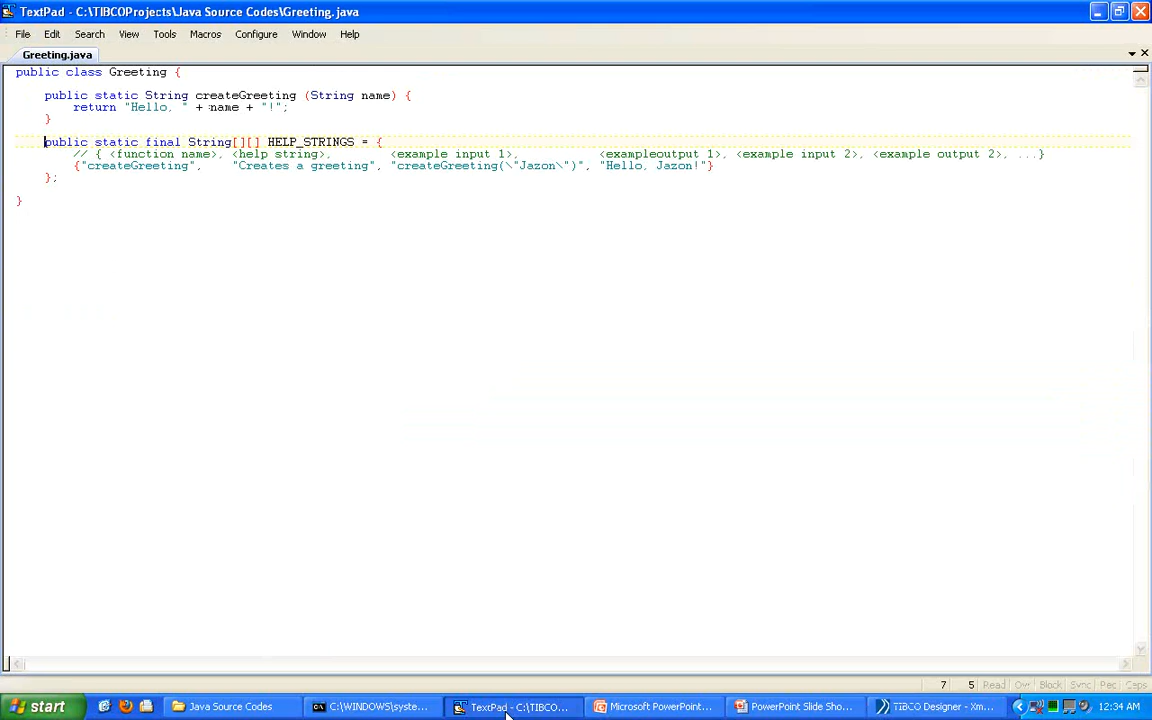 TextPad - C:\TIBCOProjects\Java Source Codes\Greeting.java
File Edit Search View Tools Macros Configure Window Help
Greeting.java
public class Greeting {
public static String createGreeting (String name) {
return "Hello, " + name + "!";
}
public static final String[][] HELP_STRINGS = {
// { <function name>, <help string>, <example input 1>, <exampleoutput 1>, <example input 2>, <example output 2>, ...}
{"createGreeting", "Creates a greeting", "createGreeting(\"Jazon\")", "Hello, Jazon!"}
};
}
7 5 Read Ovr Block Sync Rec Caps
start Java Source Codes C:\WINDOWS\syste... TextPad - C:\TIBCO... Microsoft PowerPoint... PowerPoint Slide Sho... TIBCO Designer - Xm... 12:34 AM